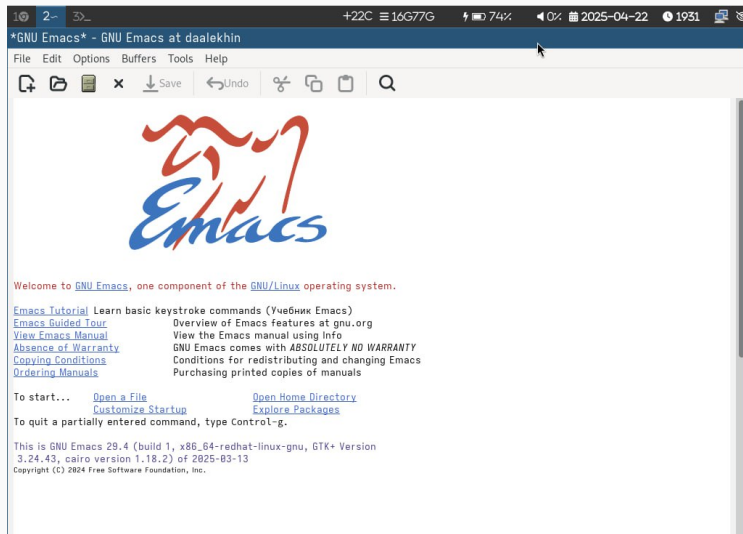 1 2 3 +22C 16G77G 74% 0% 2025-04-22 1931
*GNU Emacs* - GNU Emacs at daalekhin
File Edit Options Buffers Tools Help
Save Undo
Emacs
Welcome to GNU Emacs, one component of the GNU/Linux operating system.
Emacs Tutorial Learn basic keystroke commands (Учебник Emacs)
Emacs Guided Tour Overview of Emacs features at gnu.org
View Emacs Manual View the Emacs manual using Info
Absence of Warranty GNU Emacs comes with ABSOLUTELY NO WARRANTY
Copying Conditions Conditions for redistributing and changing Emacs
Ordering Manuals Purchasing printed copies of manuals
To start... Open a File Open Home Directory
Customize Startup Explore Packages
To quit a partially entered command, type Control-g.
This is GNU Emacs 29.4 (build 1, x86_64-redhat-linux-gnu, GTK+ Version
3.24.43, cairo version 1.18.2) of 2025-03-13
Copyright (C) 2024 Free Software Foundation, Inc.